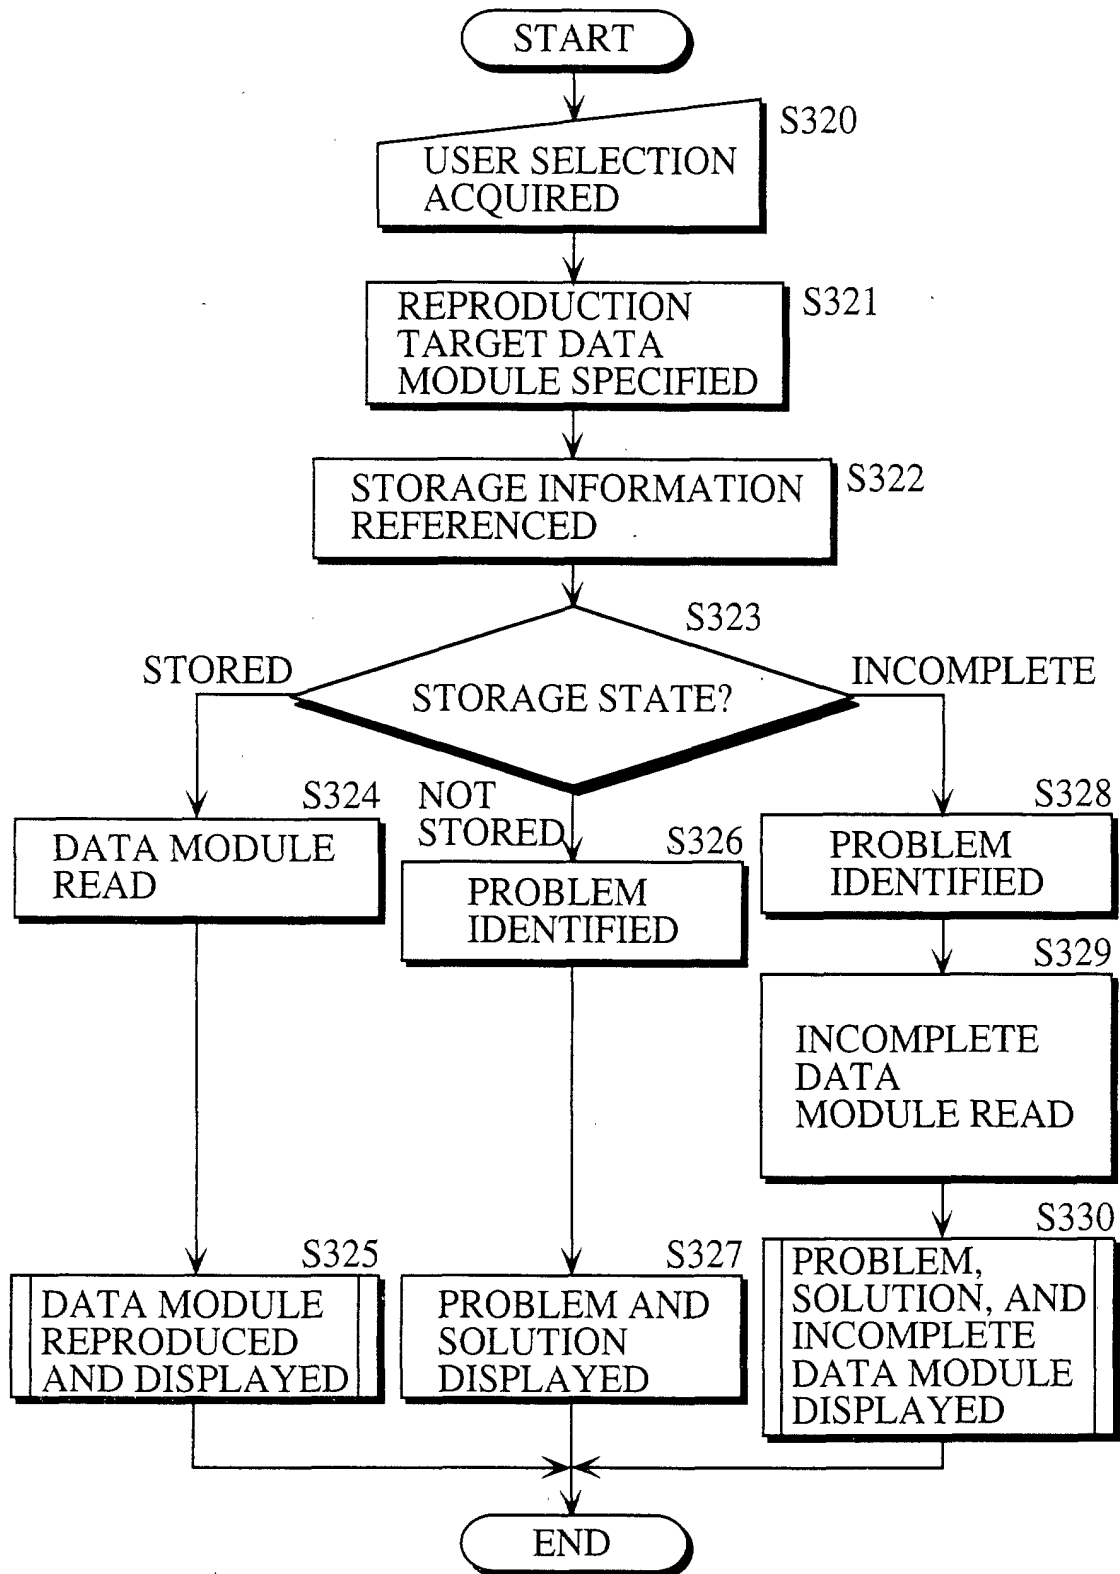 START
S320
USER SELECTION
ACQUIRED
S321
REPRODUCTION
TARGET DATA
MODULE SPECIFIED
S322
STORAGE INFORMATION
REFERENCED
S323
STORED
INCOMPLETE
STORAGE STATE?
S324
NOT
STORED
S326
S328
DATA MODULE
READ
PROBLEM
IDENTIFIED
PROBLEM
IDENTIFIED
S329
INCOMPLETE
DATA
MODULE READ
S325
S327
S330
DATA MODULE
REPRODUCED
AND DISPLAYED
PROBLEM AND
SOLUTION
DISPLAYED
PROBLEM,
SOLUTION, AND
INCOMPLETE
DATA MODULE
DISPLAYED
END